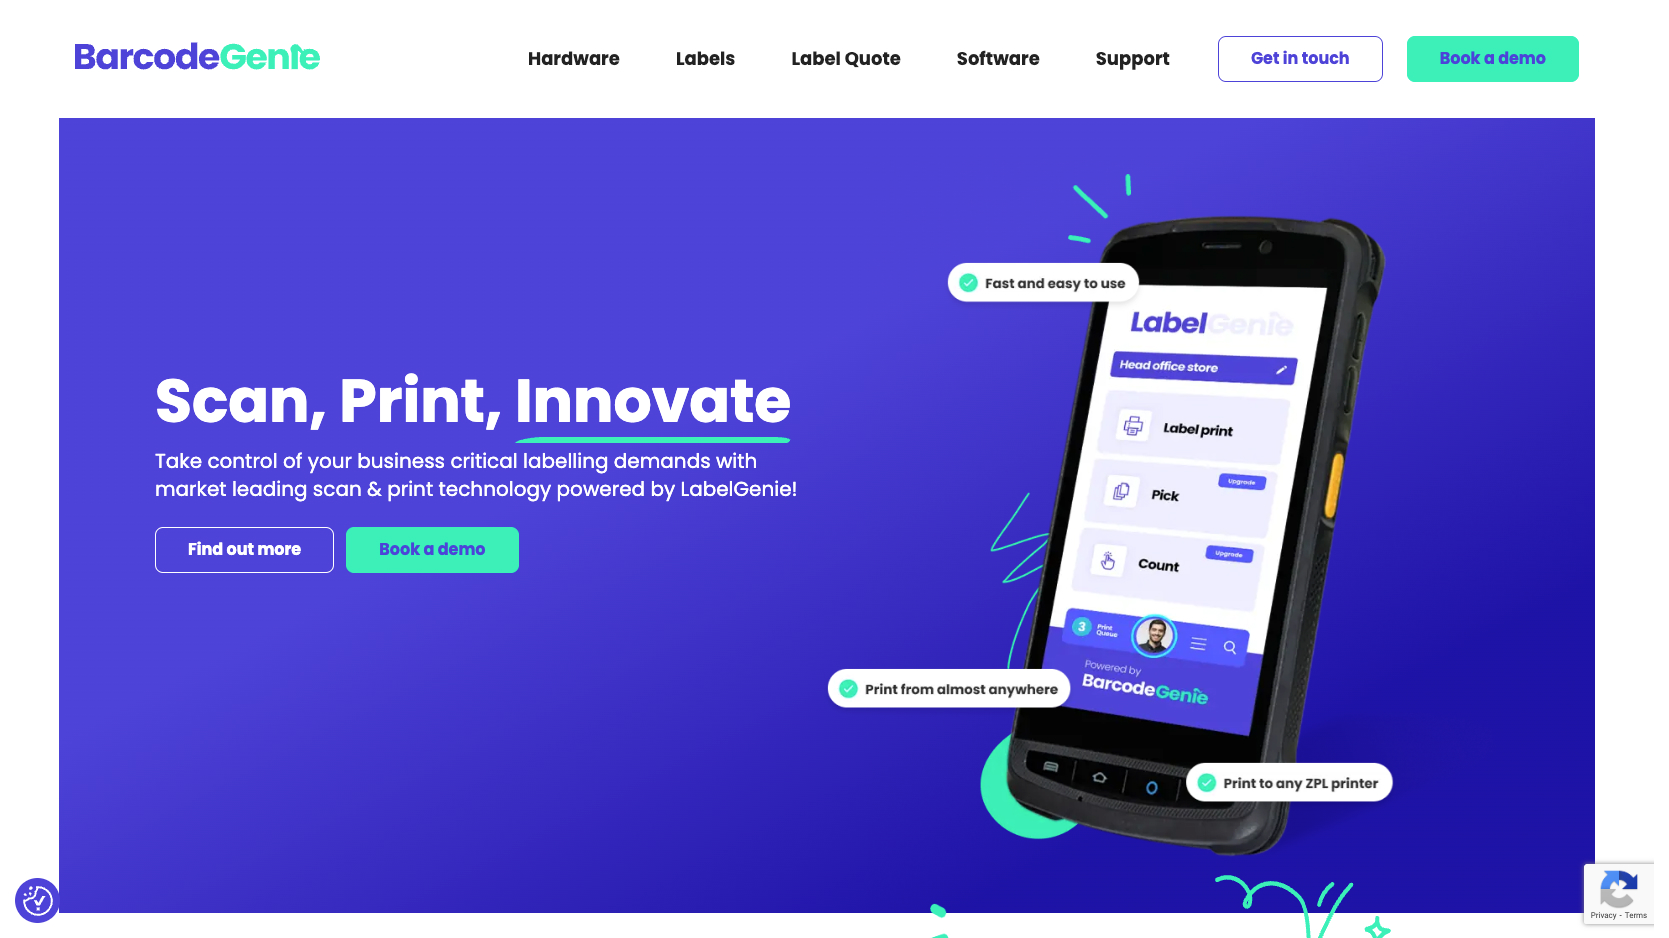 BarcodeGenie
Hardware
Labels
Label Quote
Software
Support
Get in touch
Book a demo
Scan, Print, Innovate
Take control of your business critical labelling demands with
market leading scan & print technology powered by LabelGenie!
Find out more
Book a demo
Fast and easy to use
LabelGenie
Head office store
Label print
Upgrade
Pick
Upgrade
Count
3
Print
Queue
Powered by
BarcodeGenie
Print from almost anywhere
Print to any ZPL printer
Privacy - Terms